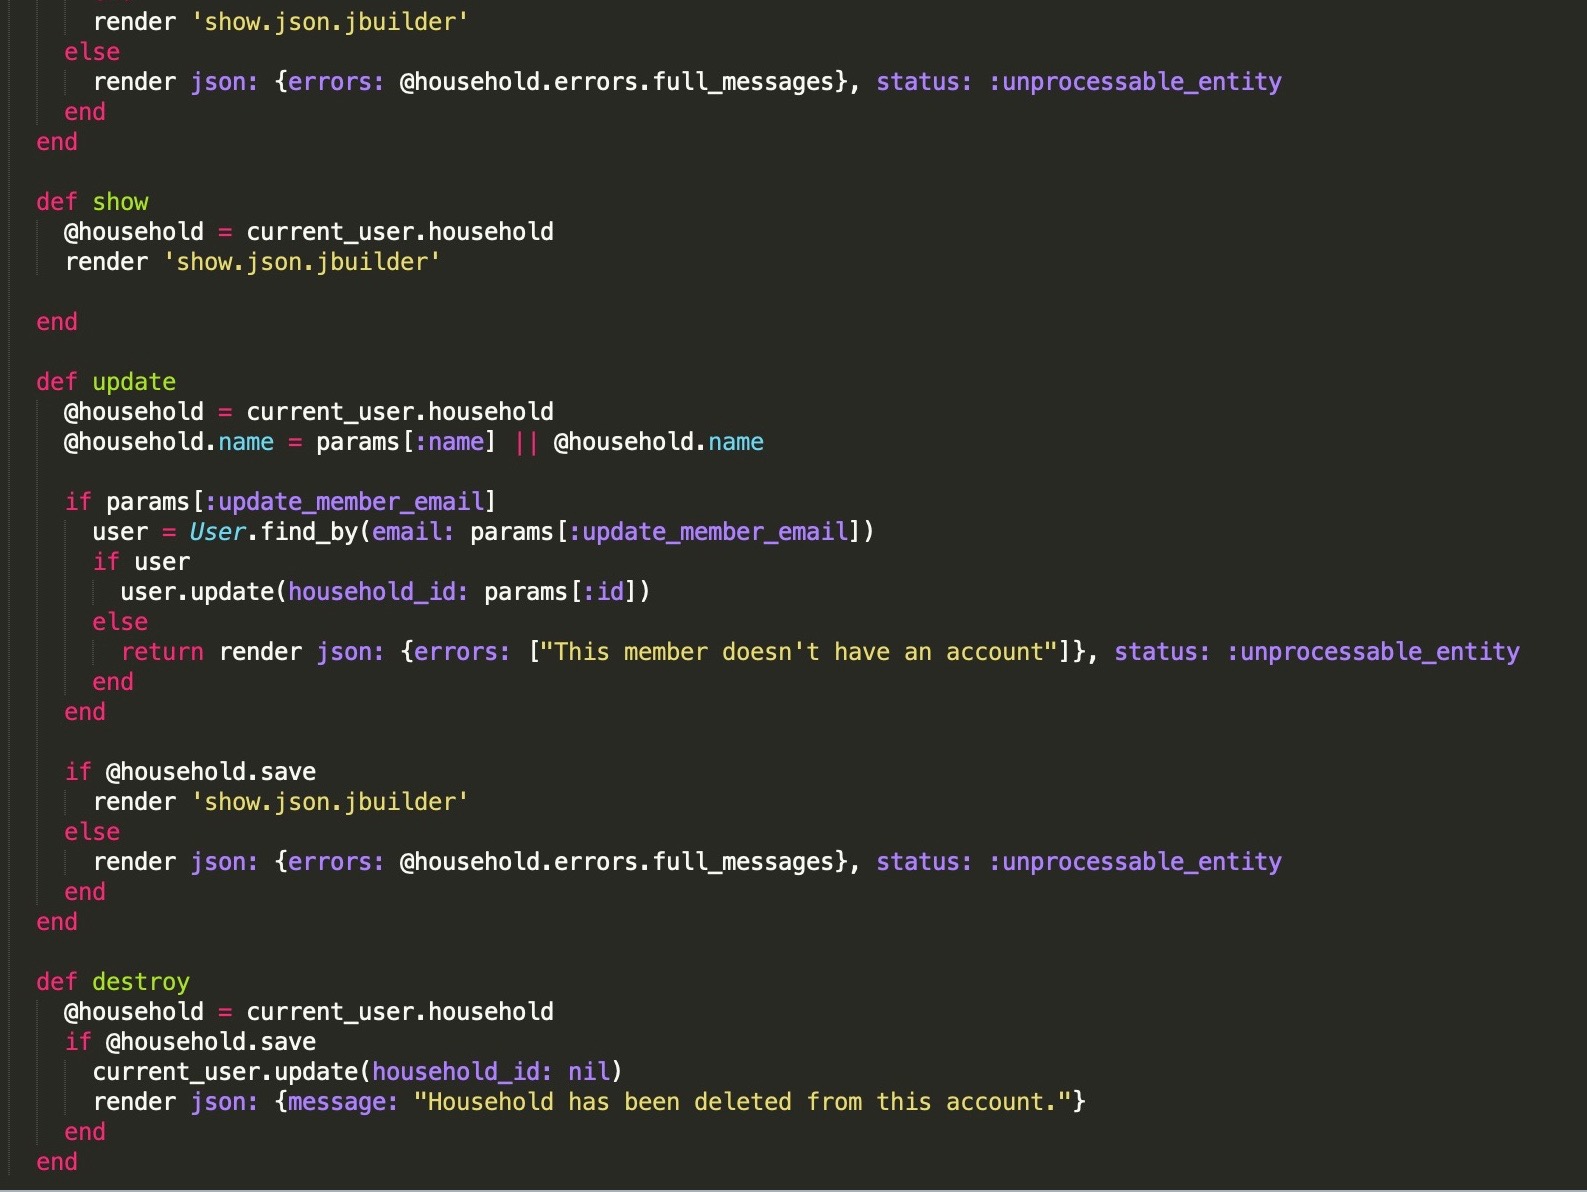 render 'show.json.jbuilder'
else
render json: {errors: @household.errors.full_messages}, status: :unprocessable_entity
end
end
def show
@household = current_user.household
render 'show.json.jbuilder'
end
def update
@household = current_user.household
@household.name = params[:name] || @household.name
if params[:update_member_email]
user = User.find_by(email: params[:update_member_email])
if user
user.update(household_id: params[:id])
else
return render json: {errors: ["This member doesn't have an account"]}, status: :unprocessable_entity
end
end
if @household.save
render 'show.json.jbuilder'
else
render json: {errors: @household.errors.full_messages}, status: :unprocessable_entity
end
end
def destroy
@household = current_user.household
if @household.save
current_user.update(household_id: nil)
render json: {message: "Household has been deleted from this account."}
end
end